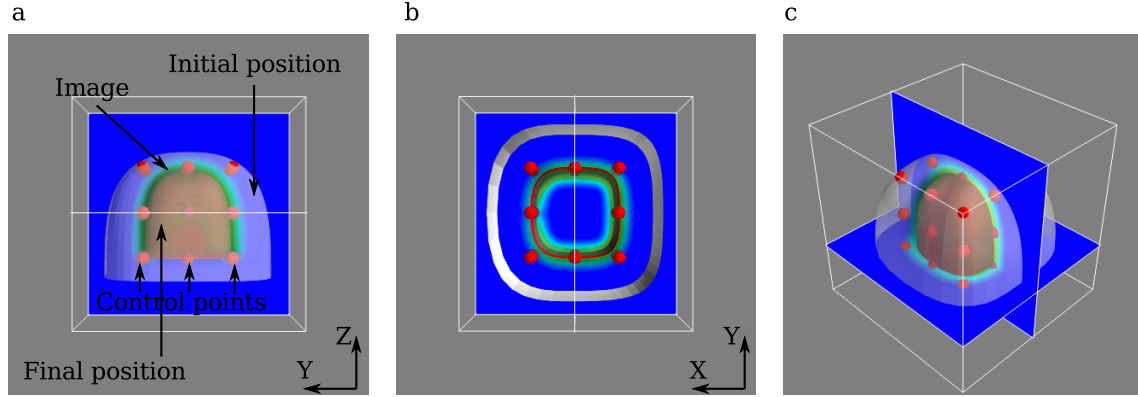 a
b
c
Initial position
Image
Control points
Final position
Z
Y
Y
X